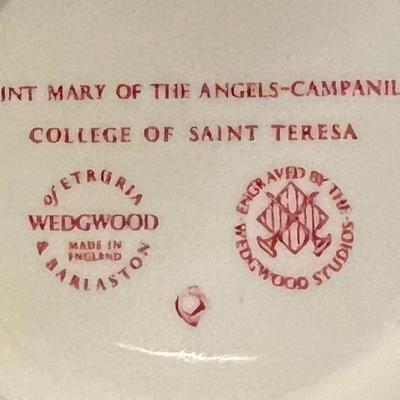 INT MARY OF THE ANGELS-CAMPANIL
COLLEGE OF SAINT TERESA
of ETRURIA
WEDGWOOD
MADE IN
ENGLAND
& BARLASTON
ENGRAVED BY THE
WEDGWOOD STUDIOS